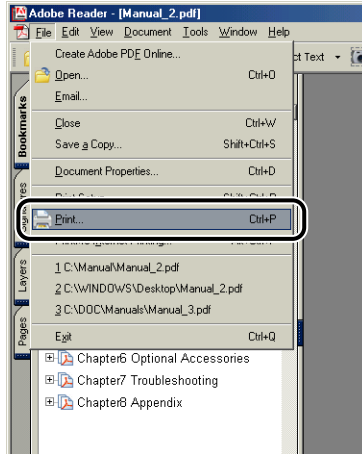 Adobe Reader - [Manual_2.pdf]
File Edit View Document Tools Window Help
Create Adobe PDF Online...
ct Text
Open... Ctrl+O
Email...
Close Ctrl+W
Save a Copy... Shift+Ctrl+S
Document Properties... Ctrl+D
Print... Ctrl+P
1 C:\Manual\Manual_2.pdf
2 C:\WINDOWS\Desktop\Manual_2.pdf
3 C:\DOC\Manuals\Manual_3.pdf
Exit Ctrl+Q
Bookmarks
Layers
Pages
Chapter6 Optional Accessories
Chapter7 Troubleshooting
Chapter8 Appendix